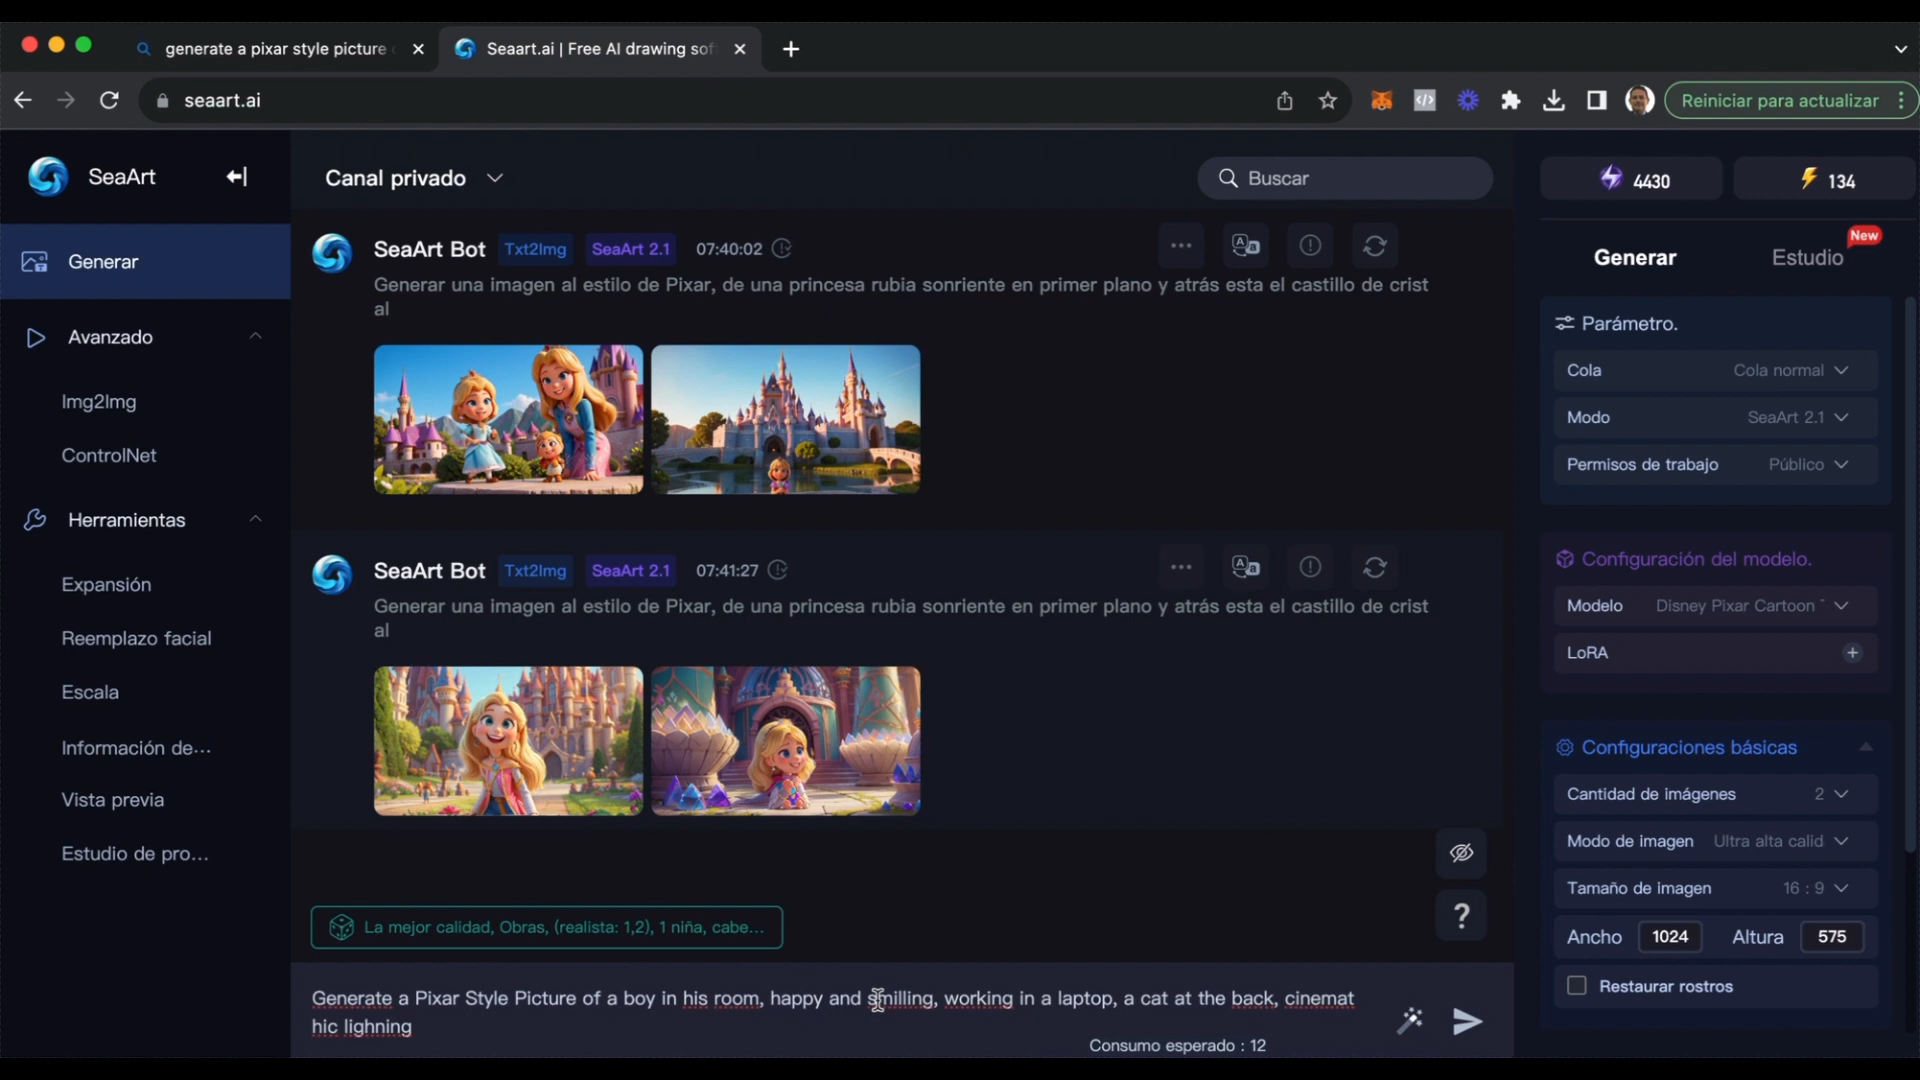 generate a pixar style picture
Seaart.ai | Free AI drawing sof
seaart.ai
Reiniciar para actualizar
SeaArt
Canal privado
Buscar
4430
134
Generar
SeaArt Bot Txt2Img SeaArt 2.1 07:40:02
Generar una imagen al estilo de Pixar, de una princesa rubia sonriente en primer plano y atrás esta el castillo de crist
al
Generar
Estudio
New
Avanzado
Img2Img
ControlNet
Herramientas
Expansión
Reemplazo facial
Escala
Información de...
Vista previa
Estudio de pro...
SeaArt Bot Txt2Img SeaArt 2.1 07:41:27
Generar una imagen al estilo de Pixar, de una princesa rubia sonriente en primer plano y atrás esta el castillo de crist
al
Parámetro.
Cola Cola normal
Modo SeaArt 2.1
Permisos de trabajo Público
Configuración del modelo.
Modelo Disney Pixar Cartoon
LoRA +
Configuraciones básicas
Cantidad de imágenes 2
Modo de imagen Ultra alta calid
Tamaño de imagen 16 : 9
Ancho 1024 Altura 575
Restaurar rostros
?
La mejor calidad, Obras, (realista: 1,2), 1 niña, cabe...
Generate a Pixar Style Picture of a boy in his room, happy and smilling, working in a laptop, a cat at the back, cinemat
hic lighning
Consumo esperado : 12